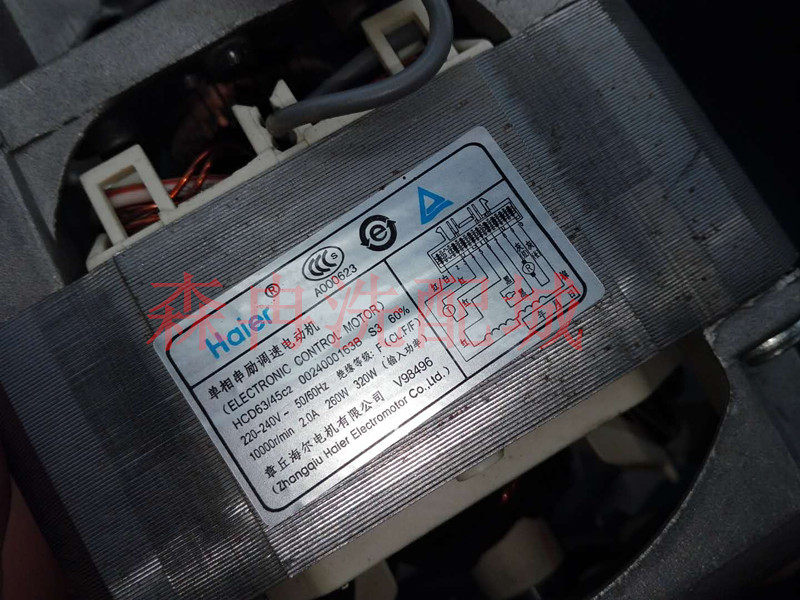 Haier®
CCC S
A000623
e
单相串励调速电动机
(ELECTRONIC CONTROL MOTOR)
HCD63/45c2 0024000163B S3 60%
220-240V~ 50/60Hz 绝缘等级: F (CL.F/F)
10000r/min 2.0A 260W 320W (输入功率)
章丘海尔电机有限公司 V98496
(Zhangqiu Haier Electromotor Co.,Ltd.)
森冉洗配城